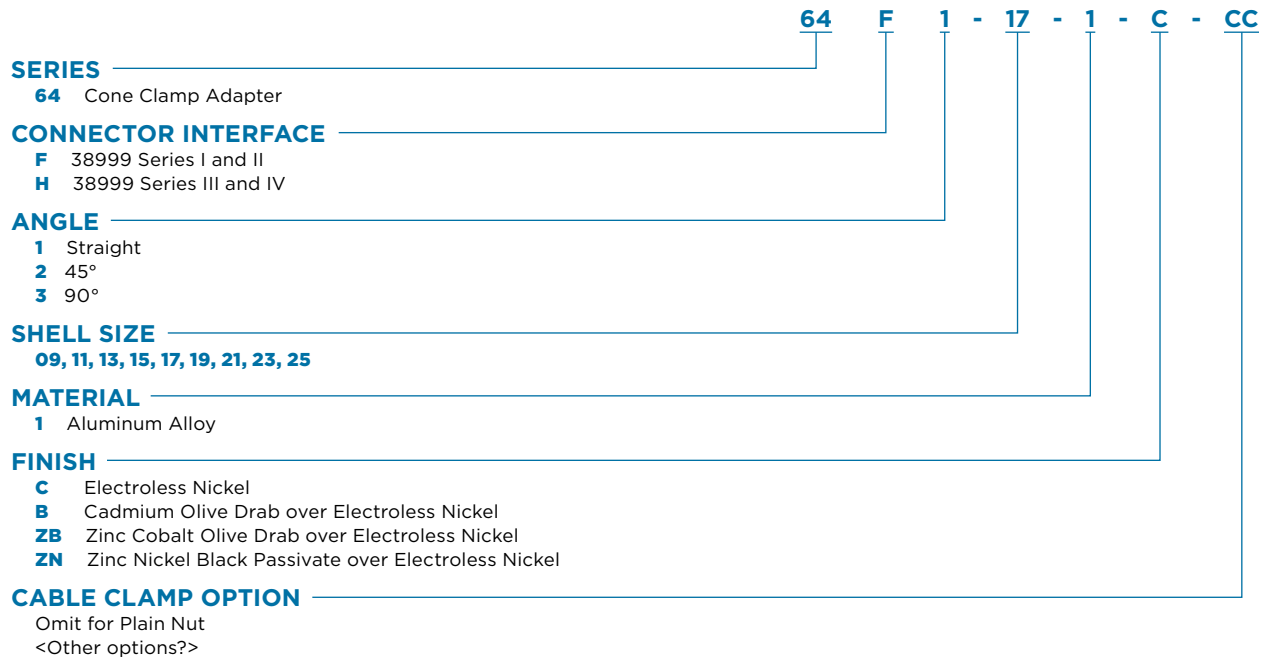 64 F 1 - 17 - 1 - C - CC
SERIES
64 Cone Clamp Adapter
CONNECTOR INTERFACE
F 38999 Series I and II
H 38999 Series III and IV
ANGLE
1 Straight
2 45°
3 90°
SHELL SIZE
09, 11, 13, 15, 17, 19, 21, 23, 25
MATERIAL
1 Aluminum Alloy
FINISH
C Electroless Nickel
B Cadmium Olive Drab over Electroless Nickel
ZB Zinc Cobalt Olive Drab over Electroless Nickel
ZN Zinc Nickel Black Passivate over Electroless Nickel
CABLE CLAMP OPTION
Omit for Plain Nut
<Other options?>